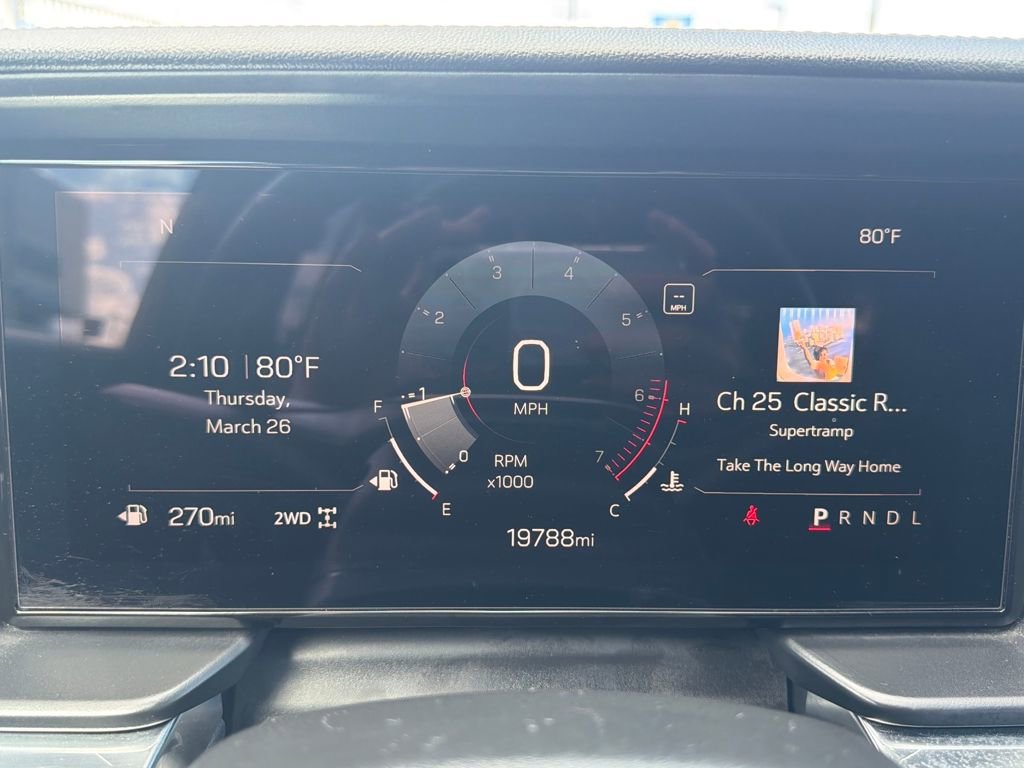 N
80°F
2:10 | 80°F
Thursday,
March 26
270mi
2WD
0
1
2
3
4
5
6
7
0
MPH
RPM
x1000
F
E
H
C
19788mi
--
MPH
Ch 25 Classic R...
Supertramp
Take The Long Way Home
P R N D L